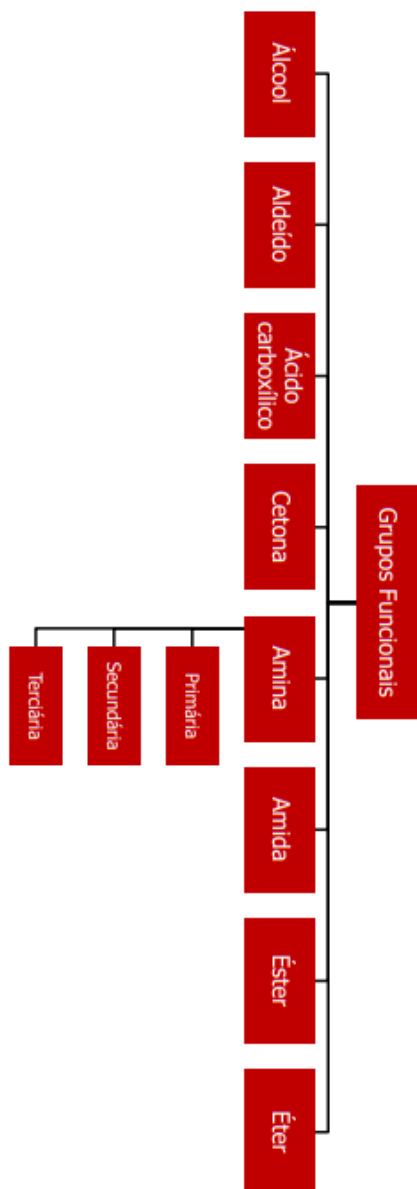 Grupos Funcionais
Álcool
Aldeído
Ácido
carboxílico
Cetona
Amina
Amida
Éster
Éter
Primária
Secundária
Terciária